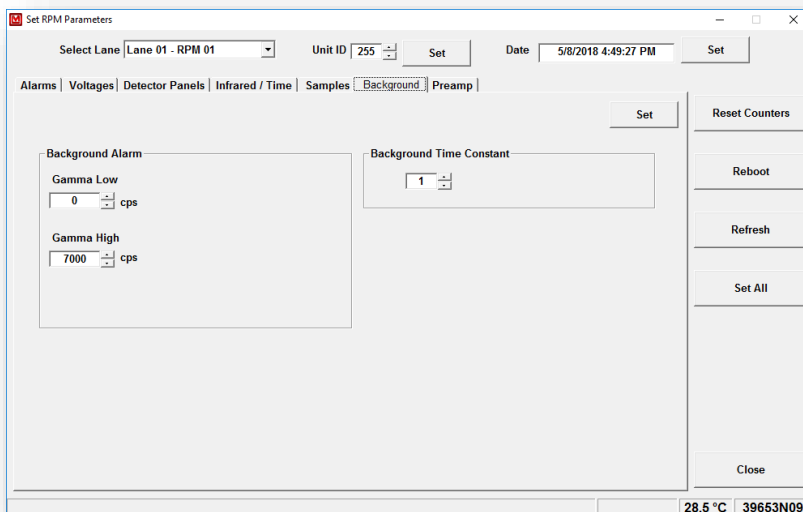 Set RPM Parameters
Select Lane Lane 01 - RPM 01 Unit ID 255 Set Date 5/8/2018 4:49:27 PM Set
Alarms Voltages Detector Panels Infrared / Time Samples Background Preamp
Set
Reset Counters
Background Alarm
Gamma Low
0 cps
Gamma High
7000 cps
Background Time Constant
1
Reboot
Refresh
Set All
Close
28.5 °C 39653N09